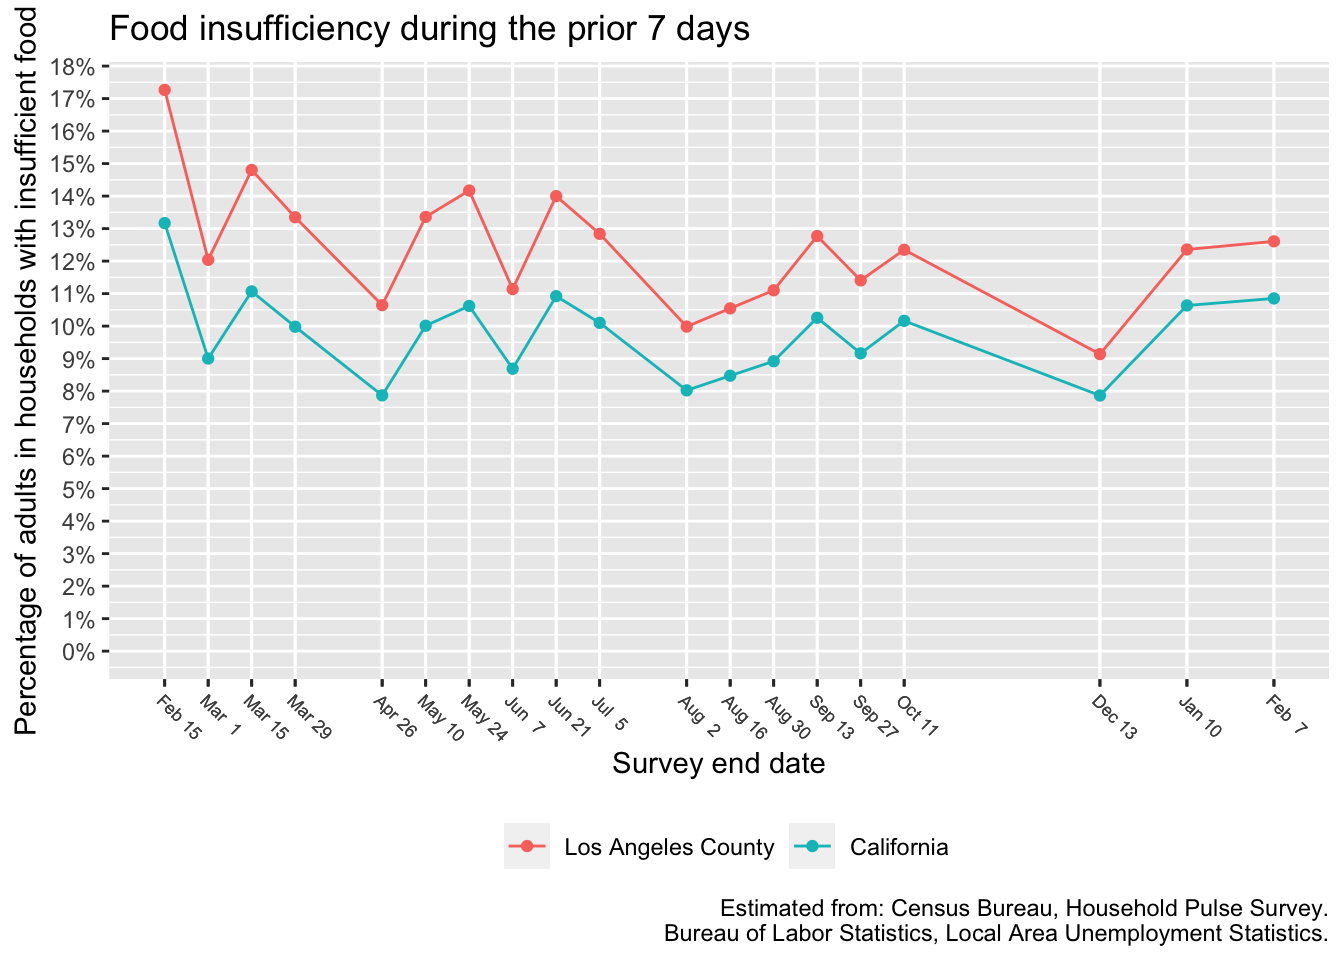 Food insufficiency during the prior 7 days
Percentage of adults in households with insufficient food
18%
17%
16%
15%
14%
13%
12%
11%
10%
9%
8%
7%
6%
5%
4%
3%
2%
1%
0%
Feb 15
Mar 1
Mar 15
Mar 29
Apr 26
May 10
May 24
Jun 7
Jun 21
Jul 5
Aug 2
Aug 16
Aug 30
Sep 13
Sep 27
Oct 11
Dec 13
Jan 10
Feb 7
Survey end date
Los Angeles County
California
Estimated from: Census Bureau, Household Pulse Survey.
Bureau of Labor Statistics, Local Area Unemployment Statistics.